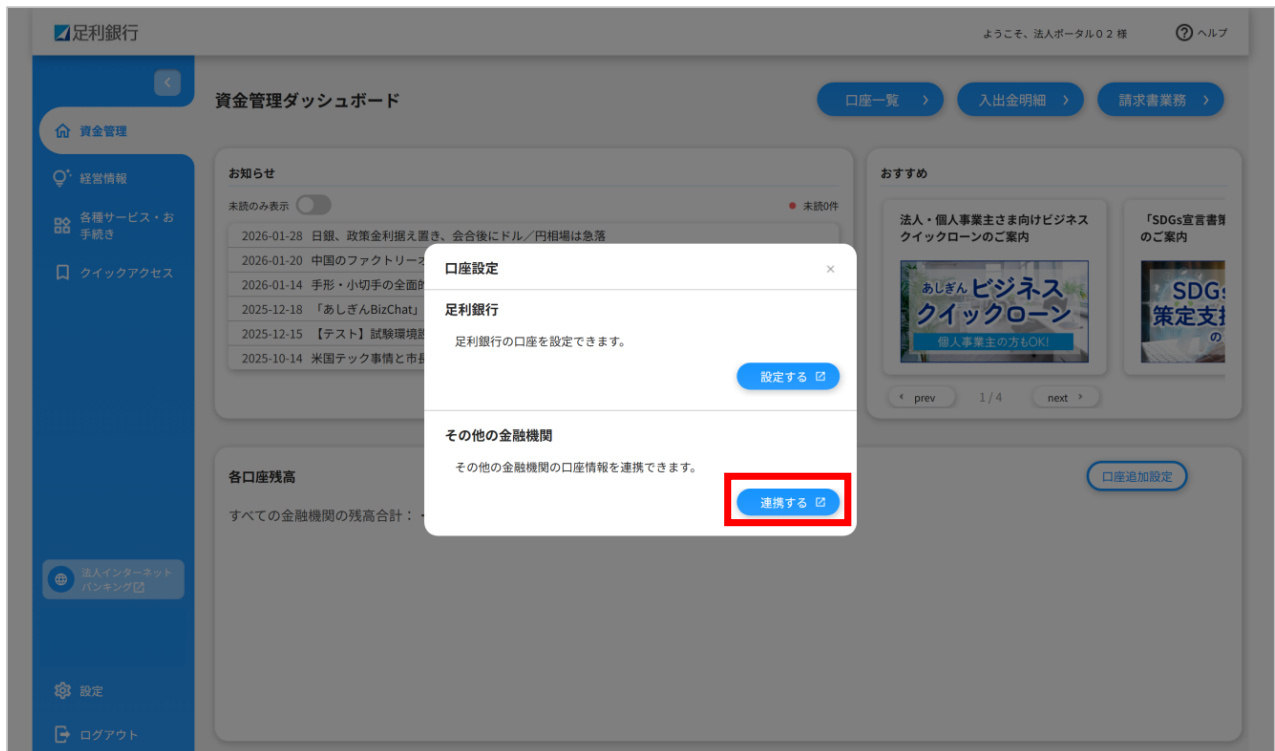 足利銀行
ようこそ、法人ポータル０２様
ヘルプ
資金管理ダッシュボード
口座一覧
入出金明細
請求書業務
資金管理
経営情報
各種サービス・お
手続き
クイックアクセス
お知らせ
未読のみ表示
未読0件
2026-01-28 日銀、政策金利据え置き、会合後にドル／円相場は急落
2026-01-20 中国のファクトリー
2026-01-14 手形・小切手の全面
2025-12-18 「あしぎんBizChat」
2025-12-15 【テスト】試験環境
2025-10-14 米国テック事情と市
おすすめ
法人・個人事業主さま向けビジネス
クイックローンのご案内
あしぎんビジネス
クイックローン
個人事業主の方もOK!
「SDGs宣言書策
のご案内
SDG
策定支
の
prev
1/4
next
口座設定
足利銀行
足利銀行の口座を設定できます。
設定する
その他の金融機関
その他の金融機関の口座情報を連携できます。
連携する
各口座残高
口座追加設定
すべての金融機関の残高合計：
法人インターネット
バンキング
設定
ログアウト